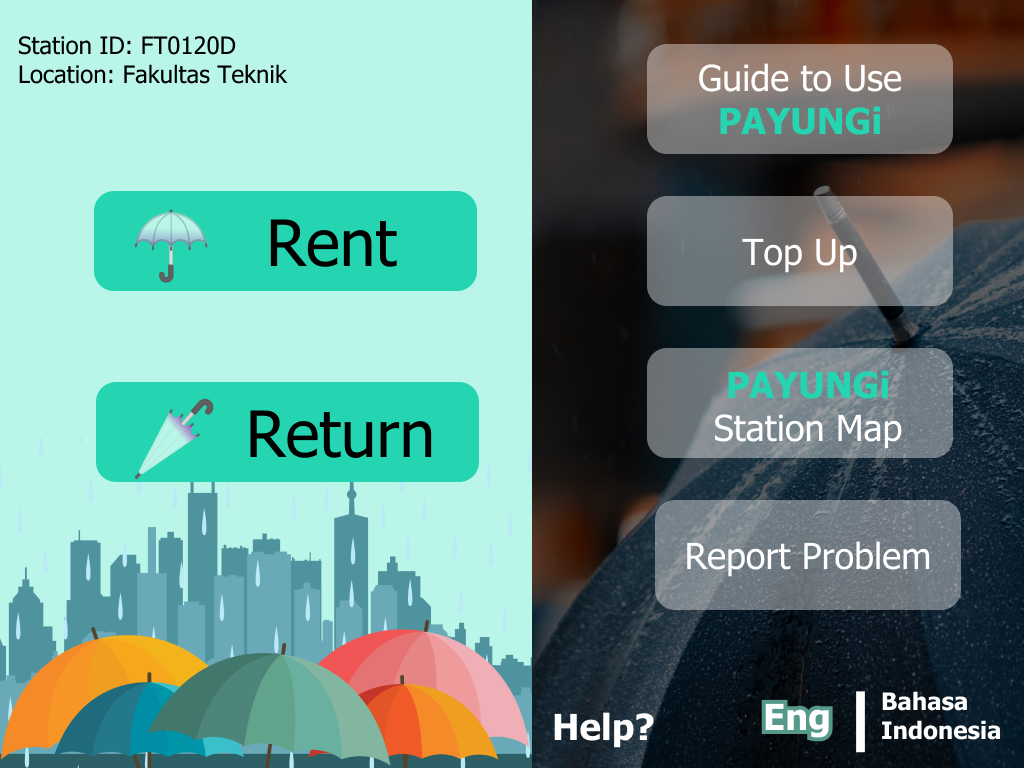 Station ID: FT0120D
Location: Fakultas Teknik
Rent
Return
Guide to Use
PAYUNGi
Top Up
PAYUNGi
Station Map
Report Problem
Help?
Eng
Bahasa
Indonesia